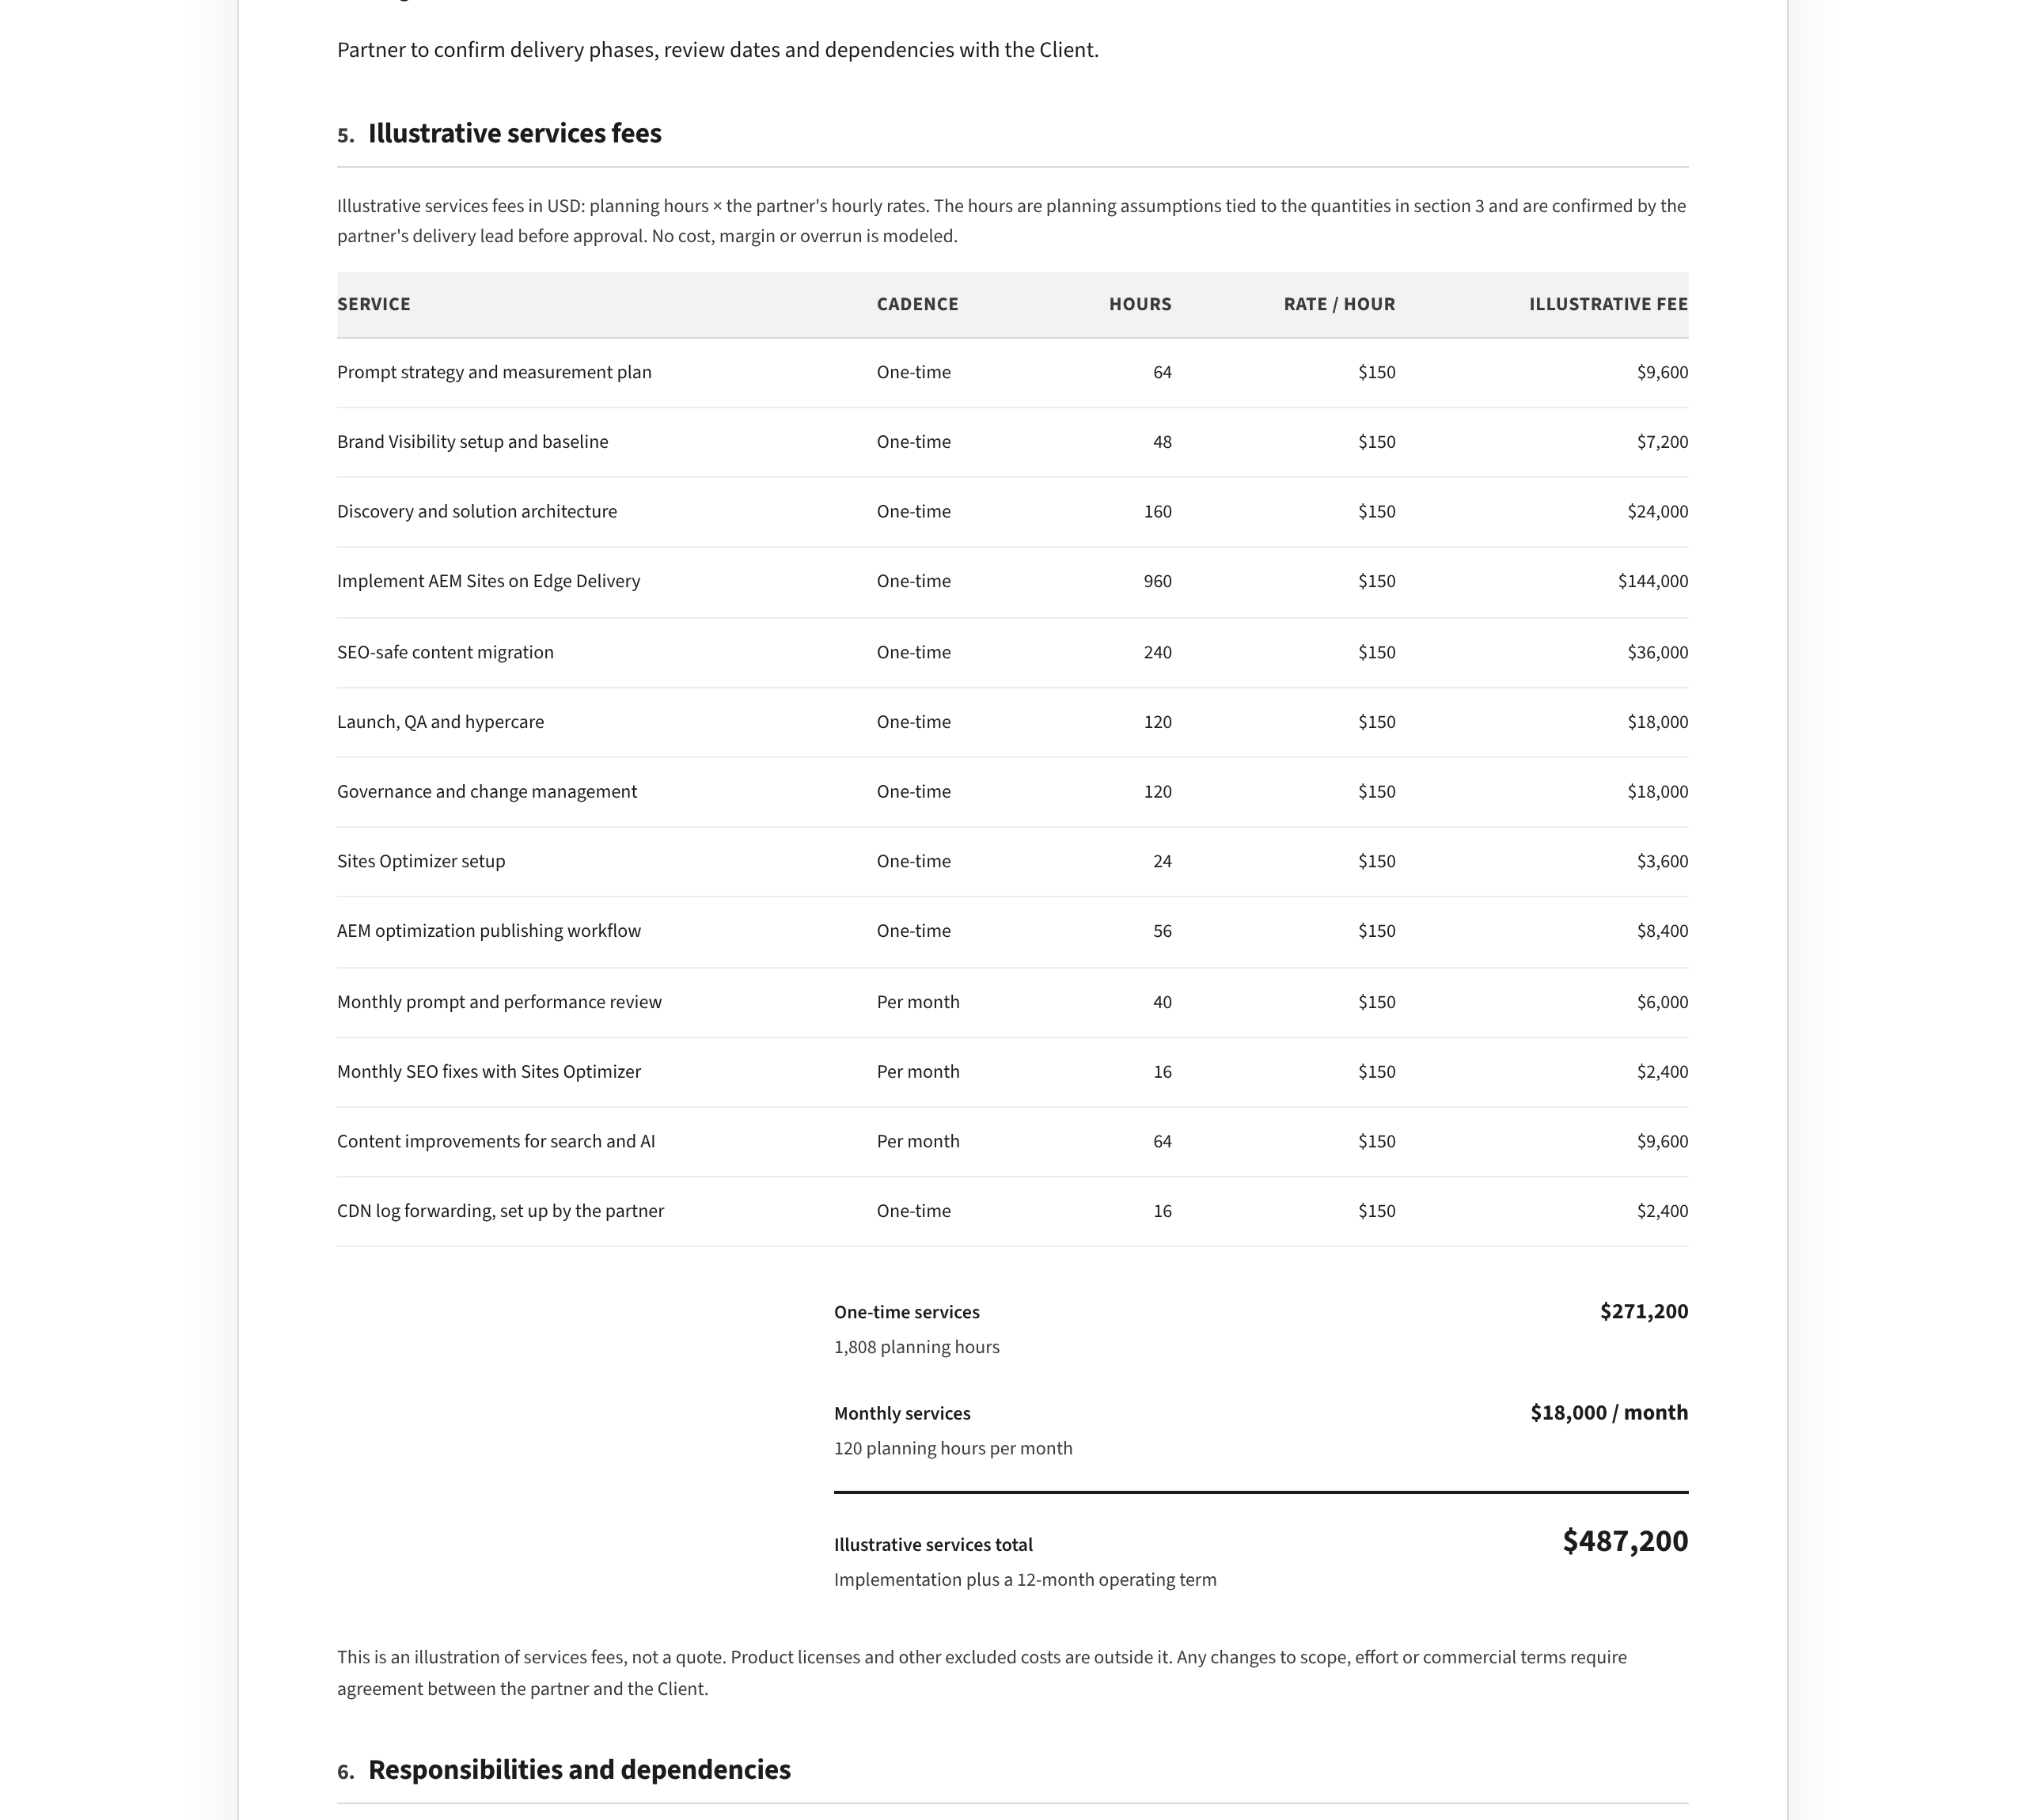 Partner to confirm delivery phases, review dates and dependencies with the Client.
5. Illustrative services fees
Illustrative services fees in USD: planning hours × the partner's hourly rates. The hours are planning assumptions tied to the quantities in section 3 and are confirmed by the
partner's delivery lead before approval. No cost, margin or overrun is modeled.
SERVICE CADENCE HOURS RATE / HOUR ILLUSTRATIVE FEE
Prompt strategy and measurement plan One-time 64 $150 $9,600
Brand Visibility setup and baseline One-time 48 $150 $7,200
Discovery and solution architecture One-time 160 $150 $24,000
Implement AEM Sites on Edge Delivery One-time 960 $150 $144,000
SEO-safe content migration One-time 240 $150 $36,000
Launch, QA and hypercare One-time 120 $150 $18,000
Governance and change management One-time 120 $150 $18,000
Sites Optimizer setup One-time 24 $150 $3,600
AEM optimization publishing workflow One-time 56 $150 $8,400
Monthly prompt and performance review Per month 40 $150 $6,000
Monthly SEO fixes with Sites Optimizer Per month 16 $150 $2,400
Content improvements for search and AI Per month 64 $150 $9,600
CDN log forwarding, set up by the partner One-time 16 $150 $2,400
One-time services $271,200
1,808 planning hours
Monthly services $18,000 / month
120 planning hours per month
Illustrative services total $487,200
Implementation plus a 12-month operating term
This is an illustration of services fees, not a quote. Product licenses and other excluded costs are outside it. Any changes to scope, effort or commercial terms require
agreement between the partner and the Client.
6. Responsibilities and dependencies